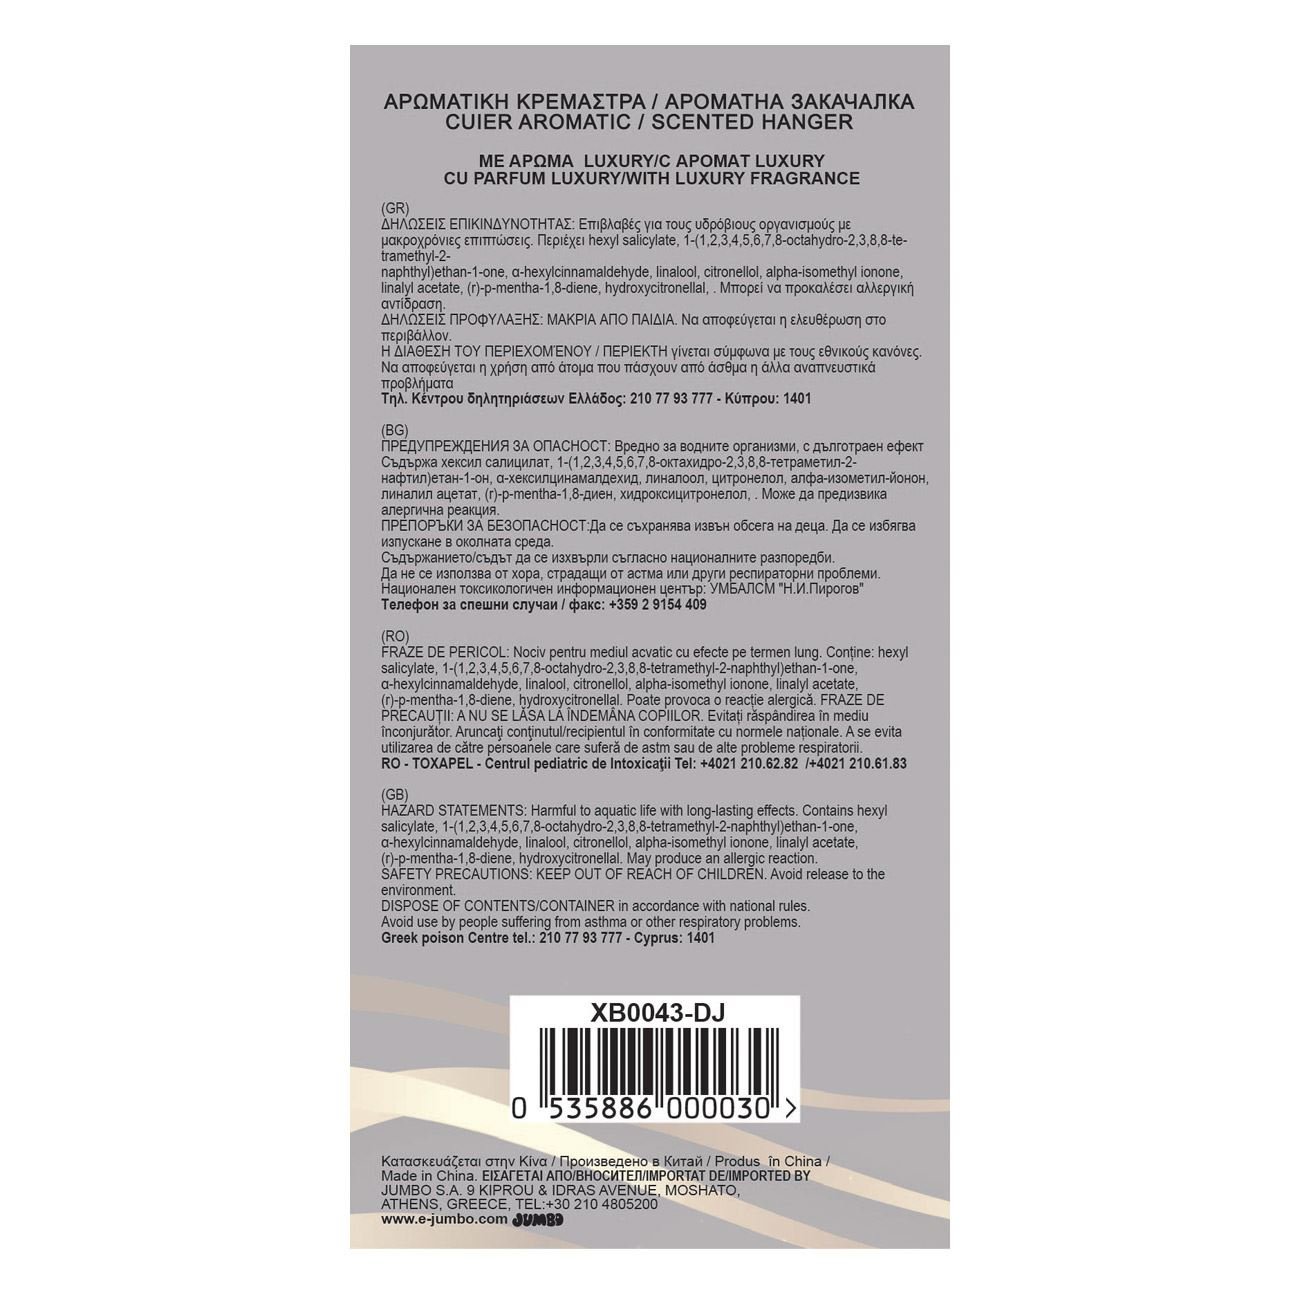 ΑΡΩΜΑΤΙΚΗ ΚΡΕΜΑΣΤΡΑ / АРОМАТНА ЗАКАЧАЛКА
CUIER AROMATIC / SCENTED HANGER
ΜΕ ΑΡΩΜΑ LUXURY/С АРОМАТ LUXURY
CU PARFUM LUXURY/WITH LUXURY FRAGRANCE
(GR)
ΔΗΛΩΣΕΙΣ ΕΠΙΚΙΝΔΥΝΟΤΗΤΑΣ: Επιβλαβές για τους υδρόβιους οργανισμούς με
μακροχρόνιες επιπτώσεις. Περιέχει hexyl salicylate, 1-(1,2,3,4,5,6,7,8-octahydro-2,3,8,8-te-
tramethyl-2-
naphthyl)ethan-1-one, α-hexylcinnamaldehyde, linalool, citronellol, alpha-isomethyl ionone,
linalyl acetate, (r)-p-mentha-1,8-diene, hydroxycitronellal, . Μπορεί να προκαλέσει αλλεργική
αντίδραση.
ΔΗΛΩΣΕΙΣ ΠΡΟΦΥΛΑΞΗΣ: ΜΑΚΡΙΑ ΑΠΟ ΠΑΙΔΙΑ. Να αποφεύγεται η ελευθέρωση στο
περιβάλλον.
Η ΔΙΑΘΕΣΗ ΤΟΥ ΠΕΡΙΕΧΟΜΈΝΟΥ / ΠΕΡΙΕΚΤΗ γίνεται σύμφωνα με τους εθνικούς κανόνες.
Να αποφεύγεται η χρήση από άτομα που πάσχουν από άσθμα η άλλα αναπνευστικά
προβλήματα
Τηλ. Κέντρου δηλητηριάσεων Ελλάδος: 210 77 93 777 - Κύπρου: 1401
(BG)
ПРЕДУПРЕЖДЕНИЯ ЗА ОПАСНОСТ: Вредно за водните организми, с дълготраен ефект
Съдържа хексил салицилат, 1-(1,2,3,4,5,6,7,8-октахидро-2,3,8,8-тетраметил-2-
нафтил)етан-1-он, α-хексилцинамалдехид, линалоол, цитронелол, алфа-изометил-йонон,
линалил ацетат, (r)-p-mentha-1,8-диен, хидроксицитронелол, . Може да предизвика
алергична реакция.
ПРЕПОРЪКИ ЗА БЕЗОПАСНОСТ:Да се съхранява извън обсега на деца. Да се избягва
изпускане в околната среда.
Съдържанието/съдът да се изхвърли съгласно националните разпоредби.
Да не се използва от хора, страдащи от астма или други респираторни проблеми.
Национален токсикологичен информационен център: УМБАЛСМ "Н.И.Пирогов"
Телефон за спешни случаи / факс: +359 2 9154 409
(RO)
FRAZE DE PERICOL: Nociv pentru mediul acvatic cu efecte pe termen lung. Conține: hexyl
salicylate, 1-(1,2,3,4,5,6,7,8-octahydro-2,3,8,8-tetramethyl-2-naphthyl)ethan-1-one,
α-hexylcinnamaldehyde, linalool, citronellol, alpha-isomethyl ionone, linalyl acetate,
(r)-p-mentha-1,8-diene, hydroxycitronellal. Poate provoca o reacție alergică. FRAZE DE
PRECAUȚII: A NU SE LĂSA LA ÎNDEMÂNA COPIILOR. Evitați răspândirea în mediu
înconjurător. Aruncaţi conţinutul/recipientul în conformitate cu normele naționale. A se evita
utilizarea de către persoanele care suferă de astm sau de alte probleme respiratorii.
RO - TOXAPEL - Centrul pediatric de Intoxicaţii Tel: +4021 210.62.82 /+4021 210.61.83
(GB)
HAZARD STATEMENTS: Harmful to aquatic life with long-lasting effects. Contains hexyl
salicylate, 1-(1,2,3,4,5,6,7,8-octahydro-2,3,8,8-tetramethyl-2-naphthyl)ethan-1-one,
α-hexylcinnamaldehyde, linalool, citronellol, alpha-isomethyl ionone, linalyl acetate,
(r)-p-mentha-1,8-diene, hydroxycitronellal. May produce an allergic reaction.
SAFETY PRECAUTIONS: KEEP OUT OF REACH OF CHILDREN. Avoid release to the
environment.
DISPOSE OF CONTENTS/CONTAINER in accordance with national rules.
Avoid use by people suffering from asthma or other respiratory problems.
Greek poison Centre tel.: 210 77 93 777 - Cyprus: 1401
XB0043-DJ
0 535886 000030 >
Κατασκευάζεται στην Κίνα / Произведено в Китай / Produs în China /
Made in China. ΕΙΣΑΓΕΤΑΙ ΑΠΟ/ВНОСИТЕЛ/IMPORTAT DE/IMPORTED BY
JUMBO S.A. 9 KIPROU & IDRAS AVENUE, MOSHATO,
ATHENS, GREECE, TEL:+30 210 4805200
www.e-jumbo.com JUMBO